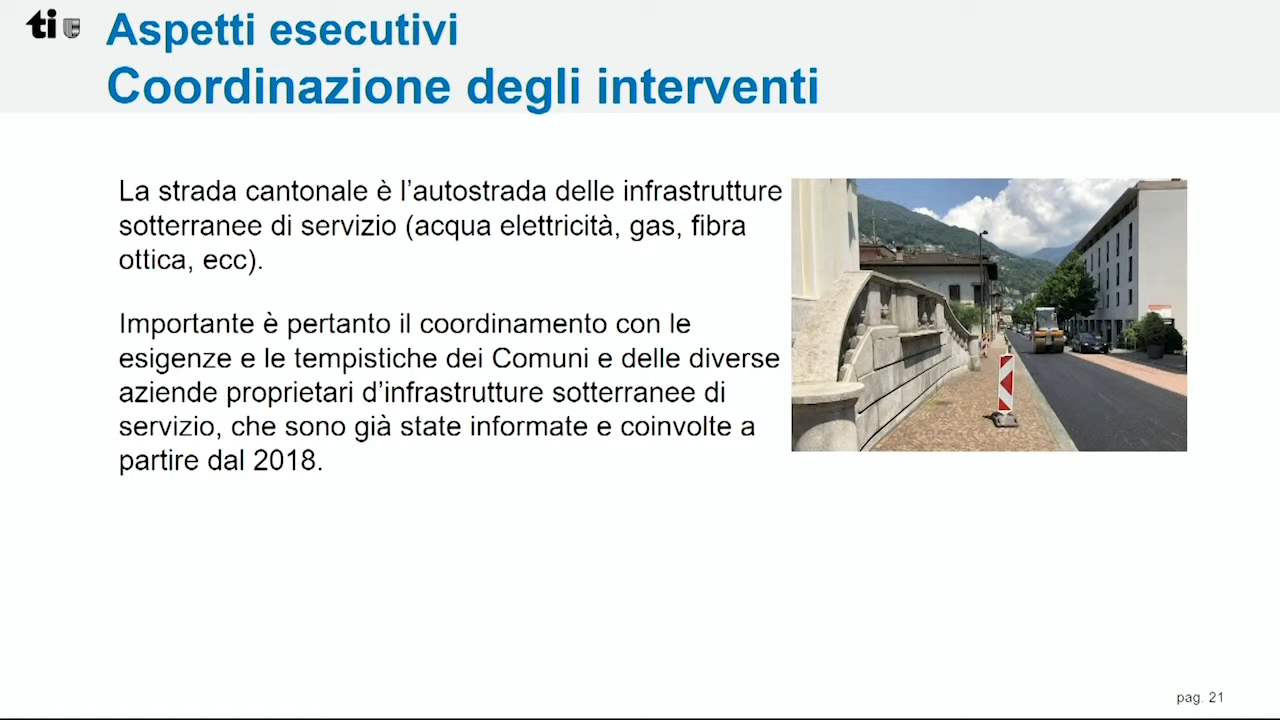 ti
Aspetti esecutivi
Coordinazione degli interventi
La strada cantonale è l’autostrada delle infrastrutture
sotterranee di servizio (acqua elettricità, gas, fibra
ottica, ecc).
Importante è pertanto il coordinamento con le
esigenze e le tempistiche dei Comuni e delle diverse
aziende proprietari d’infrastrutture sotterranee di
servizio, che sono già state informate e coinvolte a
partire dal 2018.
pag. 21